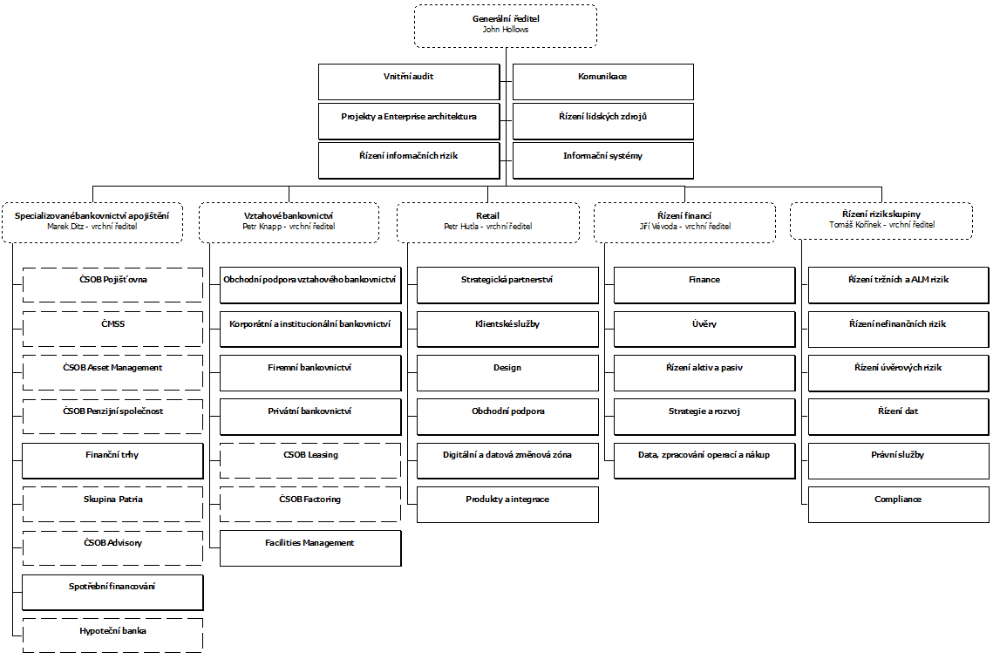 Generální ředitel
John Hollows
Vnitřní audit
Komunikace
Projekty a Enterprise architektura
Řízení lidských zdrojů
Řízení informačních rizik
Informační systémy
Specializované bankovnictví a pojištění
Marek Ditz - vrchní ředitel
Vztahové bankovnictví
Petr Knapp - vrchní ředitel
Retail
Petr Hutla - vrchní ředitel
Řízení financí
Jiří Vévoda - vrchní ředitel
Řízení rizik skupiny
Tomáš Kořínek - vrchní ředitel
ČSOB Pojišťovna
ČMSS
ČSOB Asset Management
ČSOB Penzijní společnost
Finanční trhy
Skupina Patria
ČSOB Advisory
Spotřební financování
Hypoteční banka
Obchodní podpora vztahového bankovnictví
Korporátní a institucionální bankovnictví
Firemní bankovnictví
Privátní bankovnictví
ČSOB Leasing
ČSOB Factoring
Facilities Management
Strategická partnerství
Klientské služby
Design
Obchodní podpora
Digitální a datová změnová zóna
Produkty a integrace
Finance
Úvěry
Řízení aktiv a pasiv
Strategie a rozvoj
Data, zpracování operací a nákup
Řízení tržních a ALM rizik
Řízení nefinančních rizik
Řízení úvěrových rizik
Řízení dat
Právní služby
Compliance